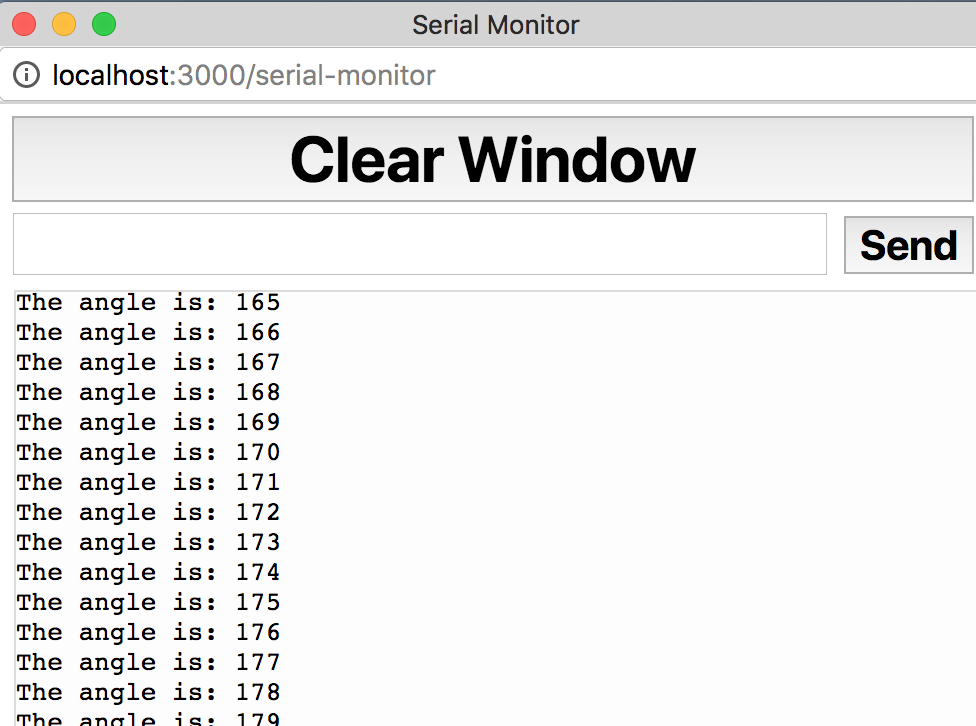 Serial Monitor
localhost:3000/serial-monitor
Clear Window
Send
The angle is: 165
The angle is: 166
The angle is: 167
The angle is: 168
The angle is: 169
The angle is: 170
The angle is: 171
The angle is: 172
The angle is: 173
The angle is: 174
The angle is: 175
The angle is: 176
The angle is: 177
The angle is: 178
The angle is: 179